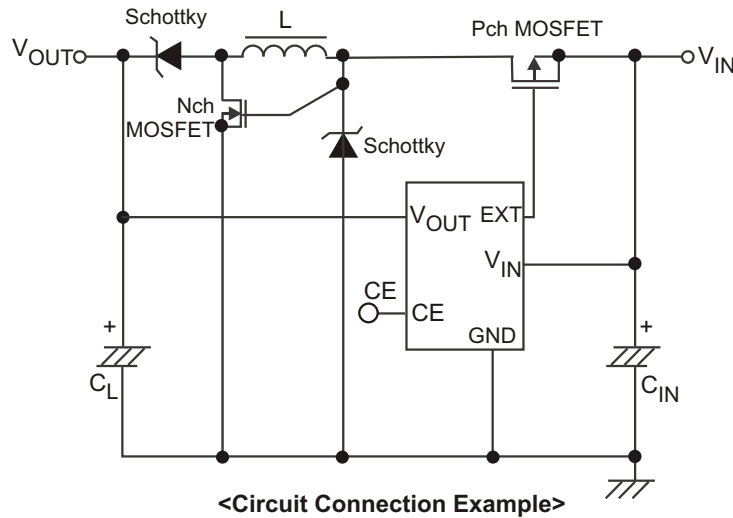 Schottky
L
Pch MOSFET
VOUT
VIN
Nch
MOSFET
Schottky
VOUT
EXT
VIN
CE
CE
GND
+
CL
+
CIN
<Circuit Connection Example>